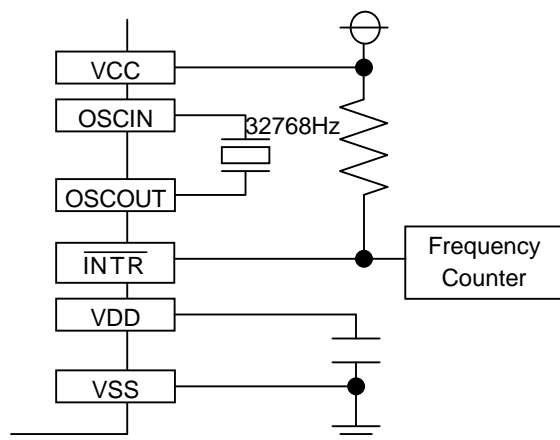 VCC
OSCIN
32768Hz
OSCOUT
INTR
Frequency
Counter
VDD
VSS